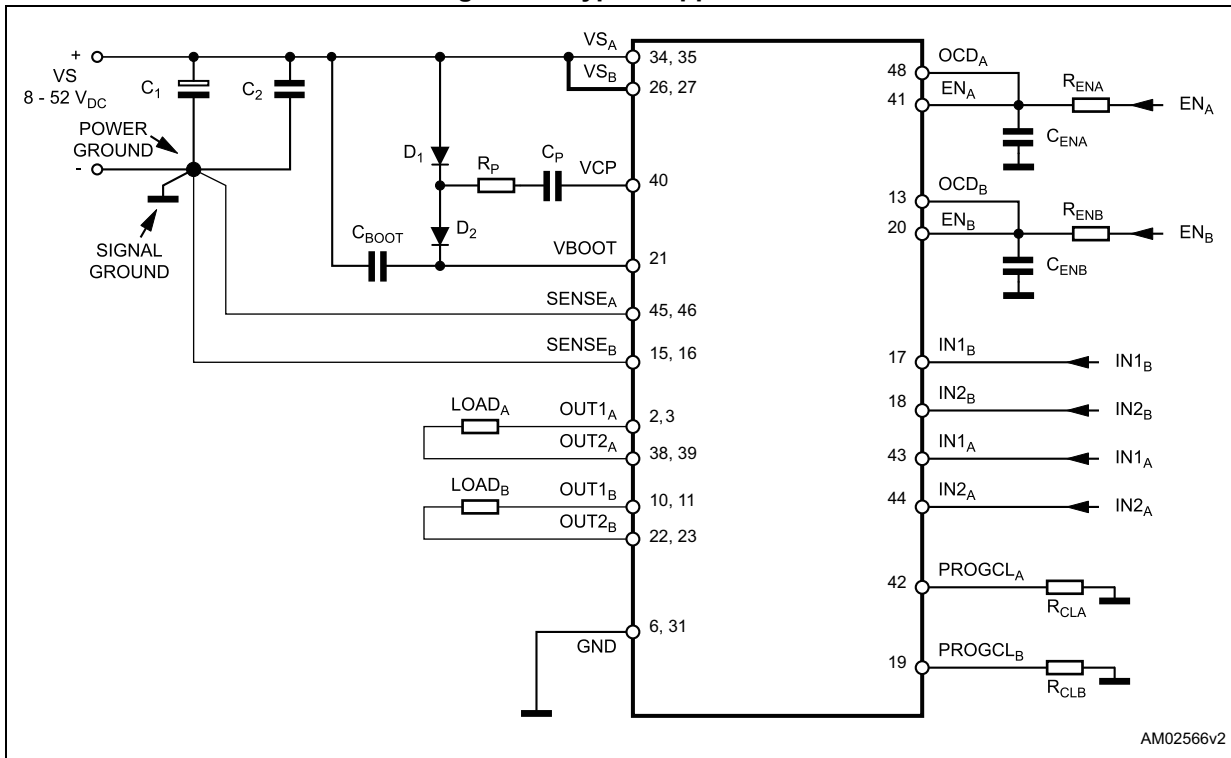 +
VS
8 - 52 V_DC
POWER
GROUND
-
SIGNAL
GROUND
C_1
C_2
D_1
R_P
C_P
D_2
C_BOOT
VS_A
34, 35
VS_B
26, 27
VCP
40
VBOOT
21
SENSE_A
45, 46
SENSE_B
15, 16
LOAD_A
OUT1_A
2, 3
OUT2_A
38, 39
LOAD_B
OUT1_B
10, 11
OUT2_B
22, 23
6, 31
GND
48
OCD_A
41
EN_A
R_ENA
EN_A
C_ENA
13
OCD_B
20
EN_B
R_ENB
EN_B
C_ENB
17
IN1_B
IN1_B
18
IN2_B
IN2_B
43
IN1_A
IN1_A
44
IN2_A
IN2_A
42
PROGCL_A
R_CLA
19
PROGCL_B
R_CLB
AM02566v2